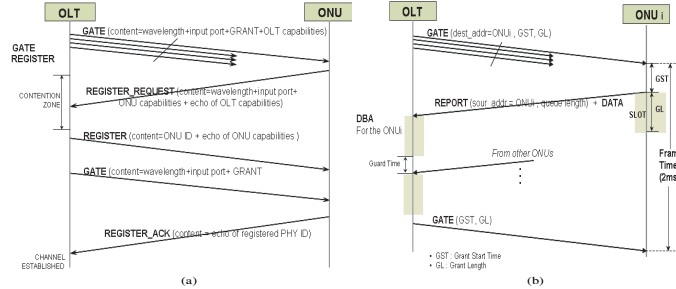 OLT
ONU
GATE (content=wavelength+input port+GRANT+OLT capabilities)
GATE
REGISTER
CONTENTION
ZONE
REGISTER_REQUEST (content=wavelength+input port+
ONU capabilities + echo of OLT capabilities)
REGISTER (content=ONU ID + echo of ONU capabilities )
GATE (content=wavelength+input port+ GRANT
REGISTER_ACK (content = echo of registered PHY ID)
CHANNEL
ESTABLISHED
(a)
OLT
ONU i
GATE (dest_addr=ONUi , GST, GL)
GST
REPORT (sour_addr= ONUi , queue length) + DATA
GL
SLOT
DBA
For the ONUi
Guard Time
From other ONUs
Fram
Time
(2ms
GATE (GST, GL)
• GST : Grant Start Time
• GL : Grant Length
(b)